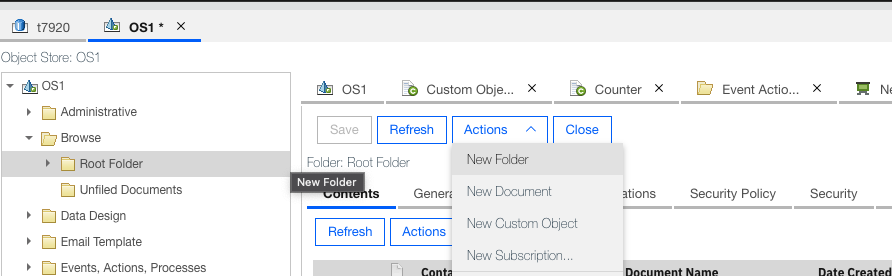 t7920
OS1 *
Object Store: OS1
OS1
Administrative
Browse
Root Folder
Unfiled Documents
Data Design
Email Template
Events, Actions, Processes
OS1
Custom Obje...
Counter
Event Actio...
Ne
Save
Refresh
Actions
Close
Folder: Root Folder
New Folder
New Folder
New Document
New Custom Object
New Subscription...
Contents
Genera
ations
Security Policy
Security
Refresh
Actions
Conta
Document Name
Date Created